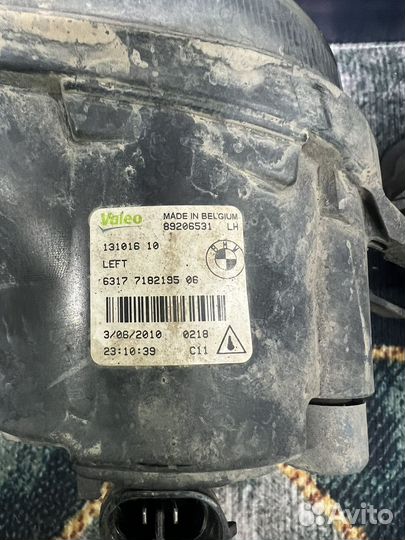 Valeo
MADE IN BELGIUM
89206531 LH
131016 10
LEFT
BMW
6317 7182195 06
3/06/2010 0218
23:10:39 C11
Avito